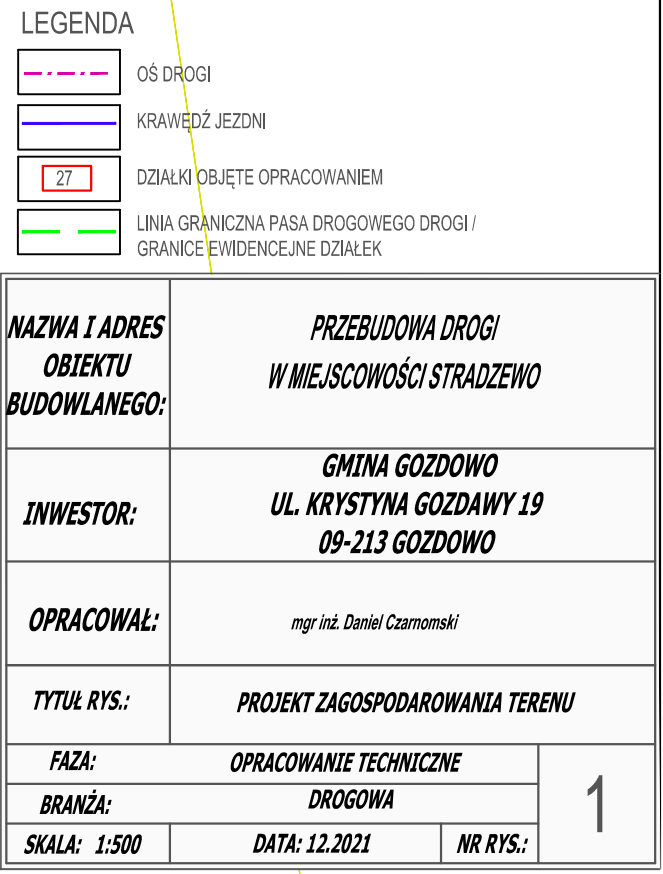 LEGENDA
OŚ DROGI
KRAWĘDŹ JEZDNI
27
DZIAŁKI OBJĘTE OPRACOWANIEM
LINIA GRANICZNA PASA DROGOWEGO DROGI /
GRANICE EWIDENCEJNE DZIAŁEK
NAZWA I ADRES
OBIEKTU
BUDOWLANEGO:
PRZEBUDOWA DROGI
W MIEJSCOWOŚCI STRADZEWO
INWESTOR:
GMINA GOZDOWO
UL. KRYSTYNA GOZDAWY 19
09-213 GOZDOWO
OPRACOWAŁ:
mgr inż. Daniel Czarnomski
TYTUŁ RYS.:
PROJEKT ZAGOSPODAROWANIA TERENU
FAZA:
OPRACOWANIE TECHNICZNE
BRANŻA:
DROGOWA
SKALA: 1:500
DATA: 12.2021
NR RYS.:
1